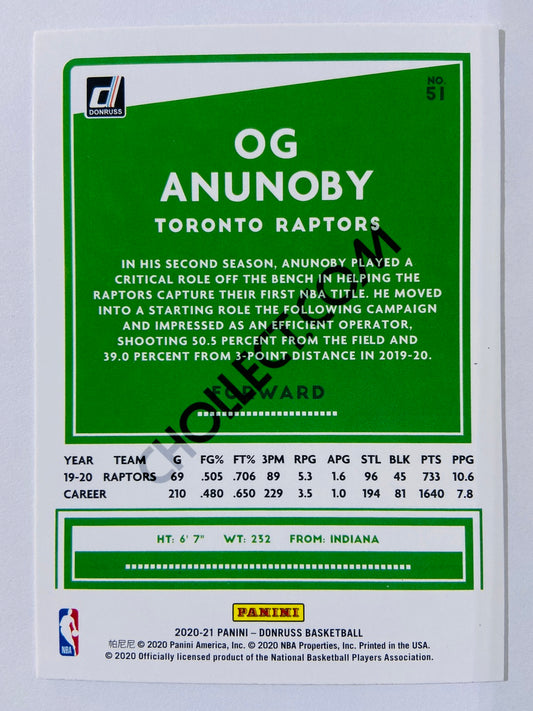 DONRUSS
NO.
51
OG
ANUNOBY
TORONTO RAPTORS
IN HIS SECOND SEASON, ANUNOBY PLAYED A
CRITICAL ROLE OFF THE BENCH IN HELPING THE
RAPTORS CAPTURE THEIR FIRST NBA TITLE. HE MOVED
INTO A STARTING ROLE THE FOLLOWING CAMPAIGN
AND IMPRESSED AS AN EFFICIENT OPERATOR,
SHOOTING 50.5 PERCENT FROM THE FIELD AND
39.0 PERCENT FROM 3-POINT DISTANCE IN 2019-20.
FORWARD
CHOLLECT.COM
YEAR TEAM G FG% FT% 3PM RPG APG STL BLK PTS PPG
19-20 RAPTORS 69 .505 .706 89 5.3 1.6 96 45 733 10.6
CAREER 210 .480 .650 229 3.5 1.0 194 81 1640 7.8
HT: 6' 7" WT: 232 FROM: INDIANA
PANINI
NBA
2020-21 PANINI – DONRUSS BASKETBALL
帕尼尼 © 2020 Panini America, Inc. © 2020 NBA Properties, Inc. Printed in the USA.
© 2020 Officially licensed product of the National Basketball Players Association.